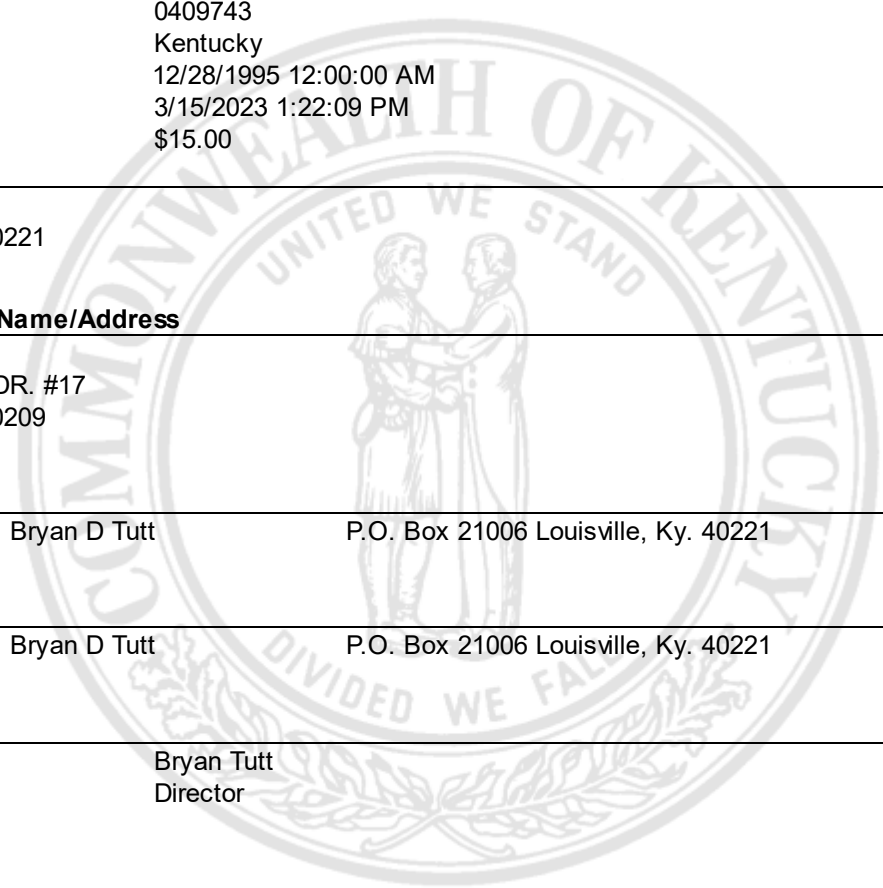 0409743
Kentucky
12/28/1995 12:00:00 AM
3/15/2023 1:22:09 PM
$15.00
COMMONWEALTH OF KENTUCKY
UNITED WE STAND
0221
Name/Address
DR. #17
0209
Bryan D Tutt P.O. Box 21006 Louisville, Ky. 40221
Bryan D Tutt P.O. Box 21006 Louisville, Ky. 40221
DIVIDED WE FALL
Bryan Tutt
Director